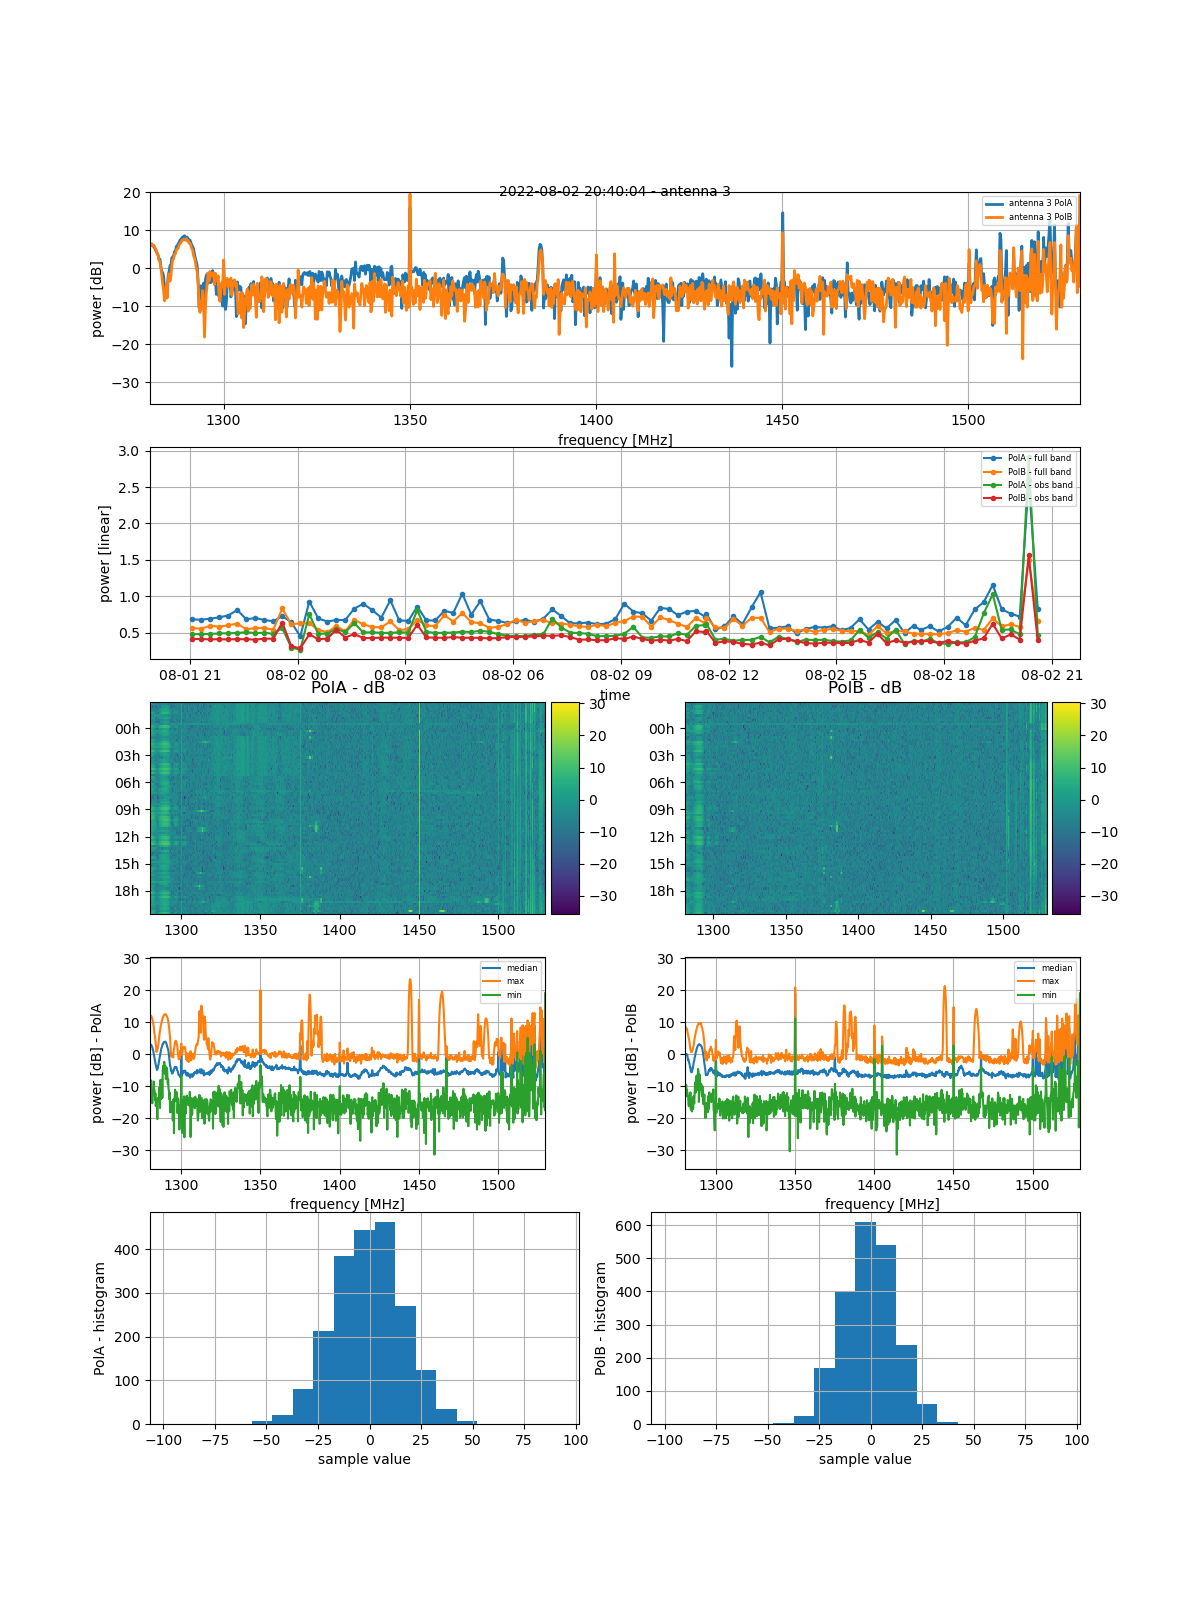 2022-08-02 20:40:04 - antenna 3
antenna 3 PolA
antenna 3 PolB
power [dB]
20
10
0
−10
−20
−30
1300 1350 1400 1450 1500
frequency [MHz]
power [linear]
3.0
2.5
2.0
1.5
1.0
0.5
PolA - full band
PolB - full band
PolA - obs band
PolB - obs band
08-01 21 08-02 00 08-02 03 08-02 06 08-02 09 08-02 12 08-02 15 08-02 18 08-02 21
time
PolA - dB
00h
03h
06h
09h
12h
15h
18h
1300 1350 1400 1450 1500
30
20
10
0
−10
−20
−30
PolB - dB
00h
03h
06h
09h
12h
15h
18h
1300 1350 1400 1450 1500
30
20
10
0
−10
−20
−30
power [dB] - PolA
30
20
10
0
−10
−20
−30
median
max
min
1300 1350 1400 1450 1500
frequency [MHz]
power [dB] - PolB
30
20
10
0
−10
−20
−30
median
max
min
1300 1350 1400 1450 1500
frequency [MHz]
PolA - histogram
400
300
200
100
0
−100 −75 −50 −25 0 25 50 75 100
sample value
PolB - histogram
600
500
400
300
200
100
0
−100 −75 −50 −25 0 25 50 75 100
sample value